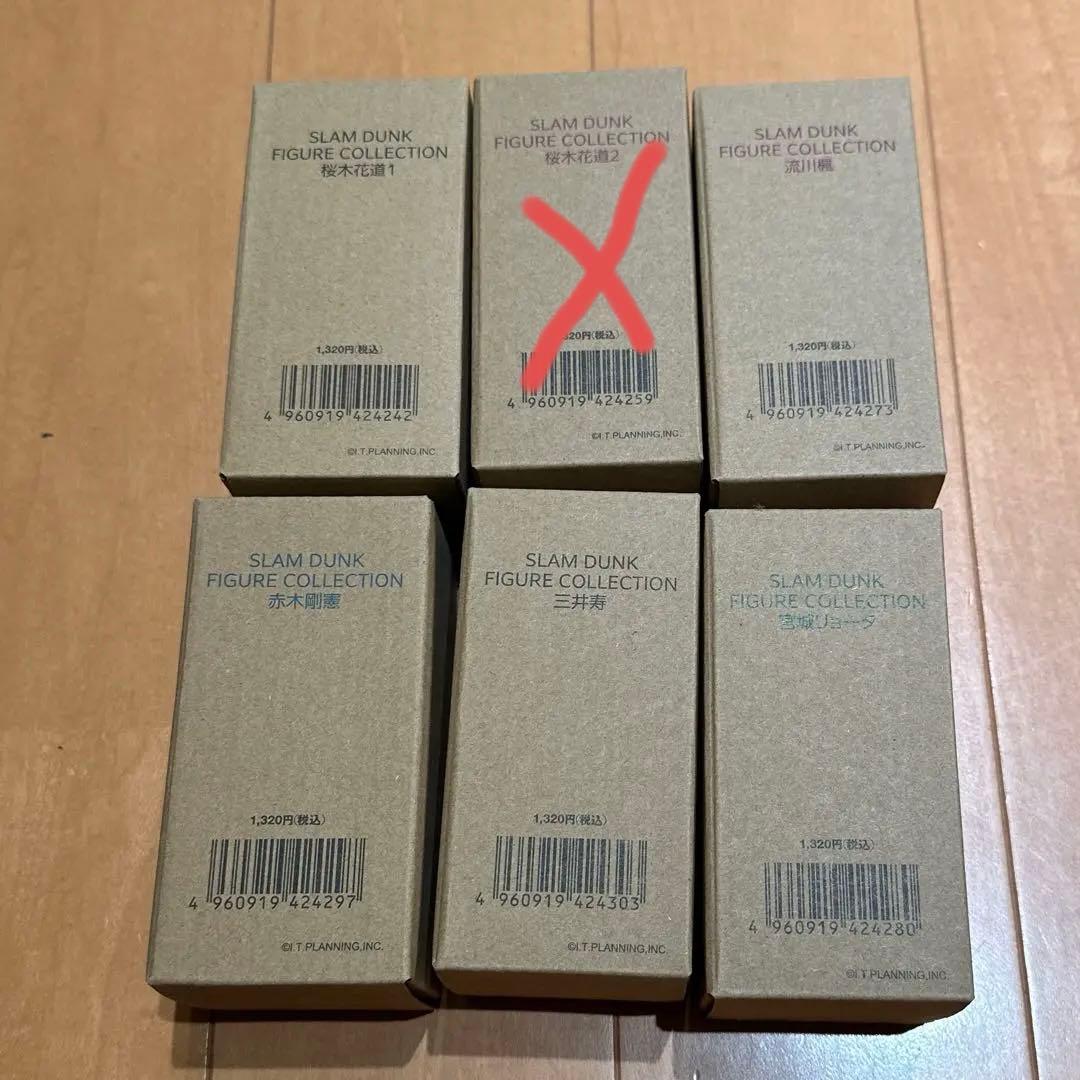 SLAM DUNK
FIGURE COLLECTION
桜木花道1
1,320円(税込)
4 960919 424242
©I.T.PLANNING,INC.
SLAM DUNK
FIGURE COLLECTION
桜木花道2
320円(税込)
4 960919 424259
©I.T.PLANNING,INC.
SLAM DUNK
FIGURE COLLECTION
流川楓
1,320円(税込)
4 960919 424273
©I.T.PLANNING,INC.
SLAM DUNK
FIGURE COLLECTION
赤木剛憲
1,320円(税込)
4 960919 424297
©I.T.PLANNING,INC.
SLAM DUNK
FIGURE COLLECTION
三井寿
1,320円(税込)
4 960919 424303
©I.T.PLANNING,INC.
SLAM DUNK
FIGURE COLLECTION
宮城リョータ
1,320円(税込)
4 960919 424280
©I.T.PLANNING,INC.